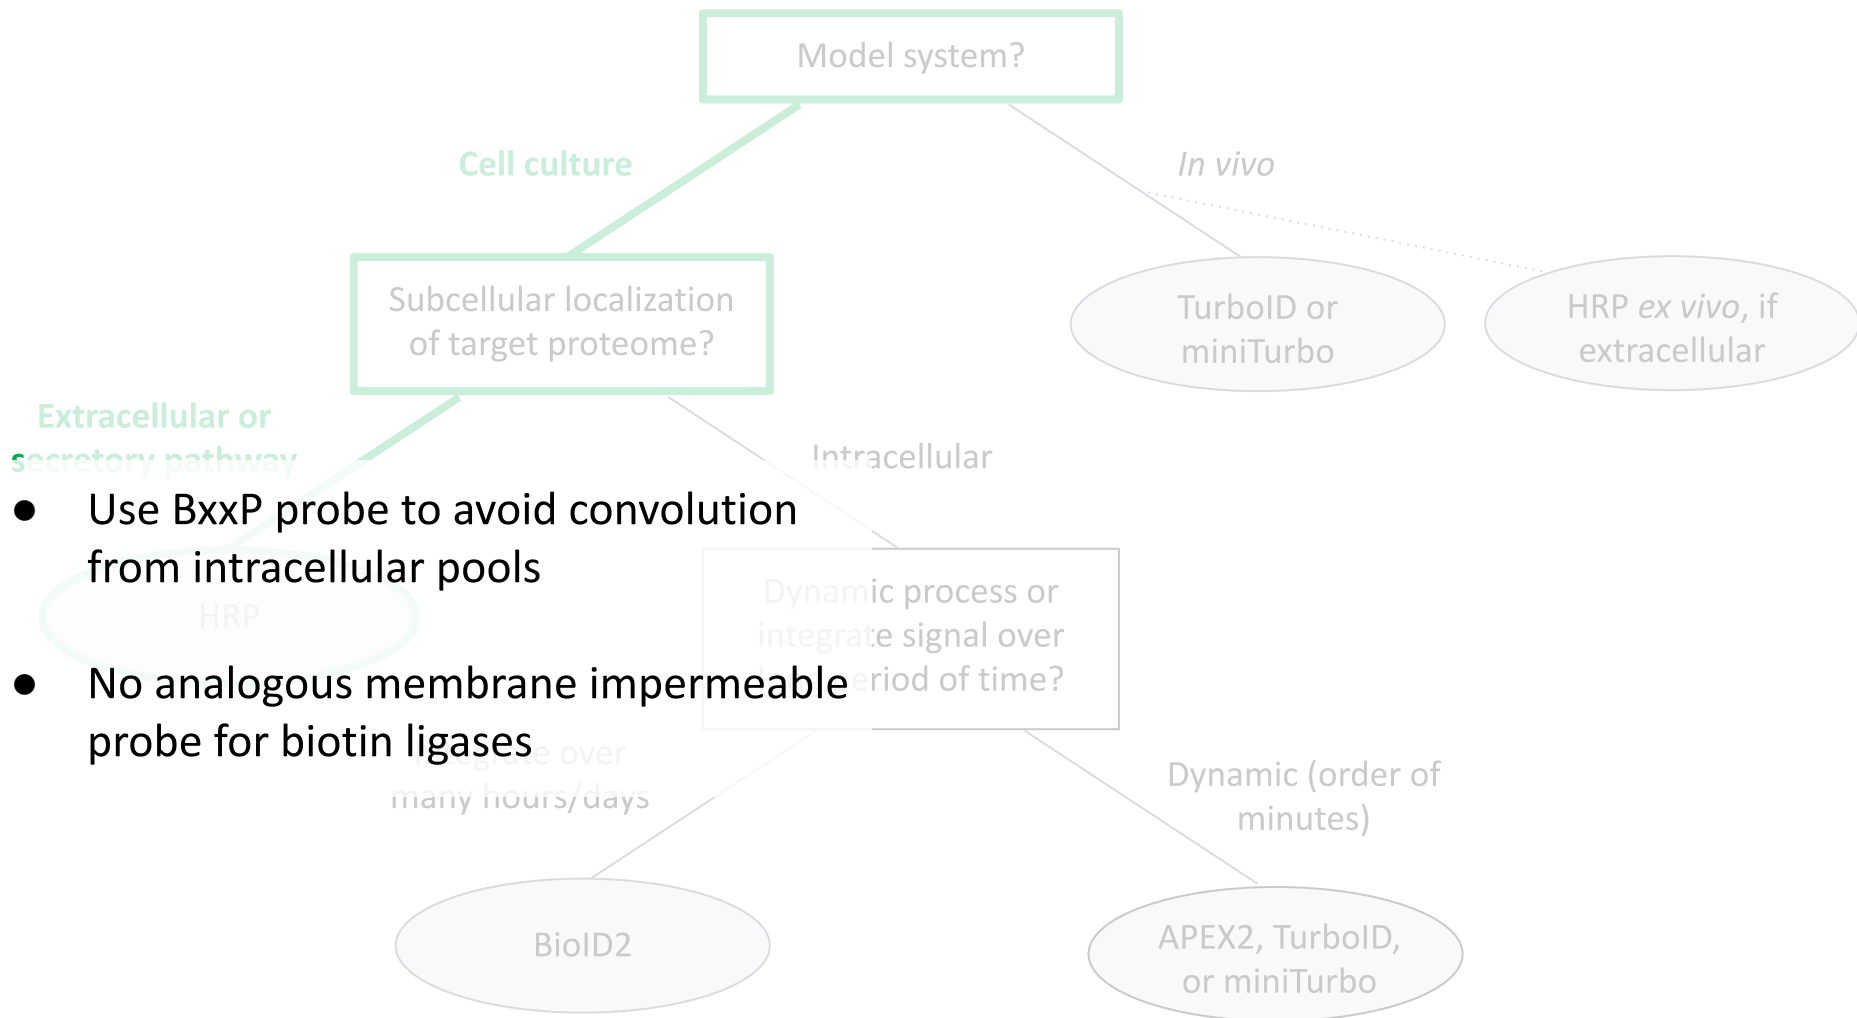 Model system?
Cell culture
In vivo
Subcellular localization
of target proteome?
TurboID or
miniTurbo
HRP ex vivo, if
extracellular
Extracellular or
secretory pathway
Intracellular
● Use BxxP probe to avoid convolution
from intracellular pools
HRP
● No analogous membrane impermeable
probe for biotin ligases
Dynamic process or
integrate signal over
period of time?
Integrate over
many hours/days
Dynamic (order of
minutes)
BioID2
APEX2, TurboID,
or miniTurbo